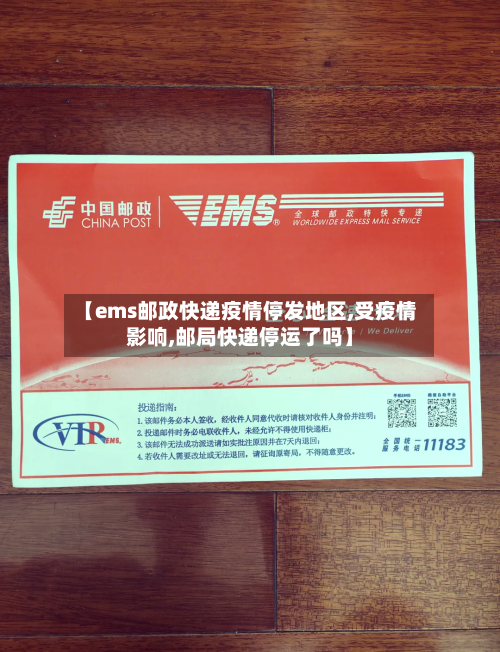 中国邮政
CHINA POST
EMS®
全球邮政特快专递
WORLDWIDE EXPRESS MAIL SERVICE
【ems邮政快递疫情停发地区,受疫情
影响,邮局快递停运了吗】
We Deliver
投递指南:
1. 该邮件务必本人签收, 经收件人同意代收时请核对收件人身份并注明;
2. 投递邮件时务必电联收件人, 未经允许不得使用快递柜;
3. 该邮件无法成功派送请如实批注原因并在7天内退回;
4. 若收件人需要改址或无法退回, 请征询原寄局, 不得随意更改。
VIP EMS.
全国统一
服务电话
11183